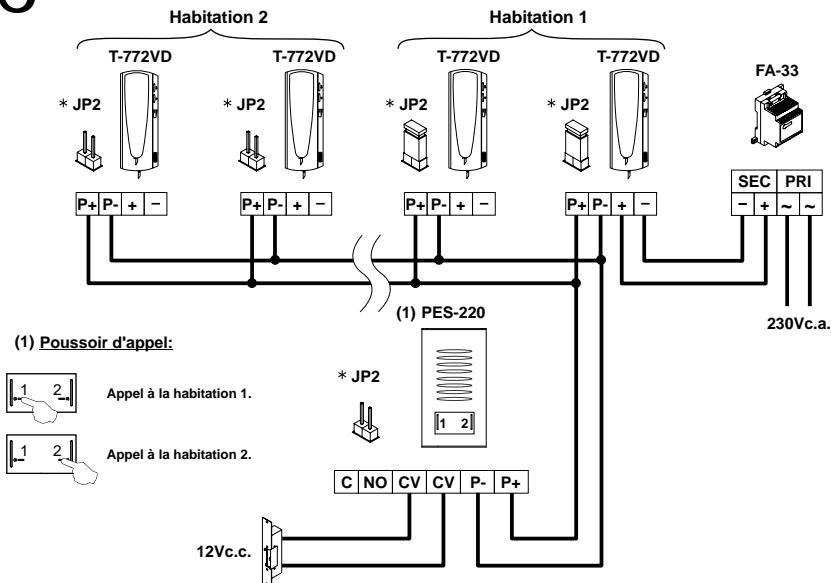 Habitation 2 Habitation 1
T-772VD T-772VD T-772VD T-772VD
FA-33
* JP2 * JP2 * JP2 * JP2
SEC PRI
P+ P- + – P+ P- + – P+ P- + – P+ P- + – – + ~ ~
230Vc.a.
(1) PES-220
(1) Poussoir d'appel:
* JP2
1 2 Appel à la habitation 1.
1 2
1 2 Appel à la habitation 2.
C NO CV CV P- P+
12Vc.c.